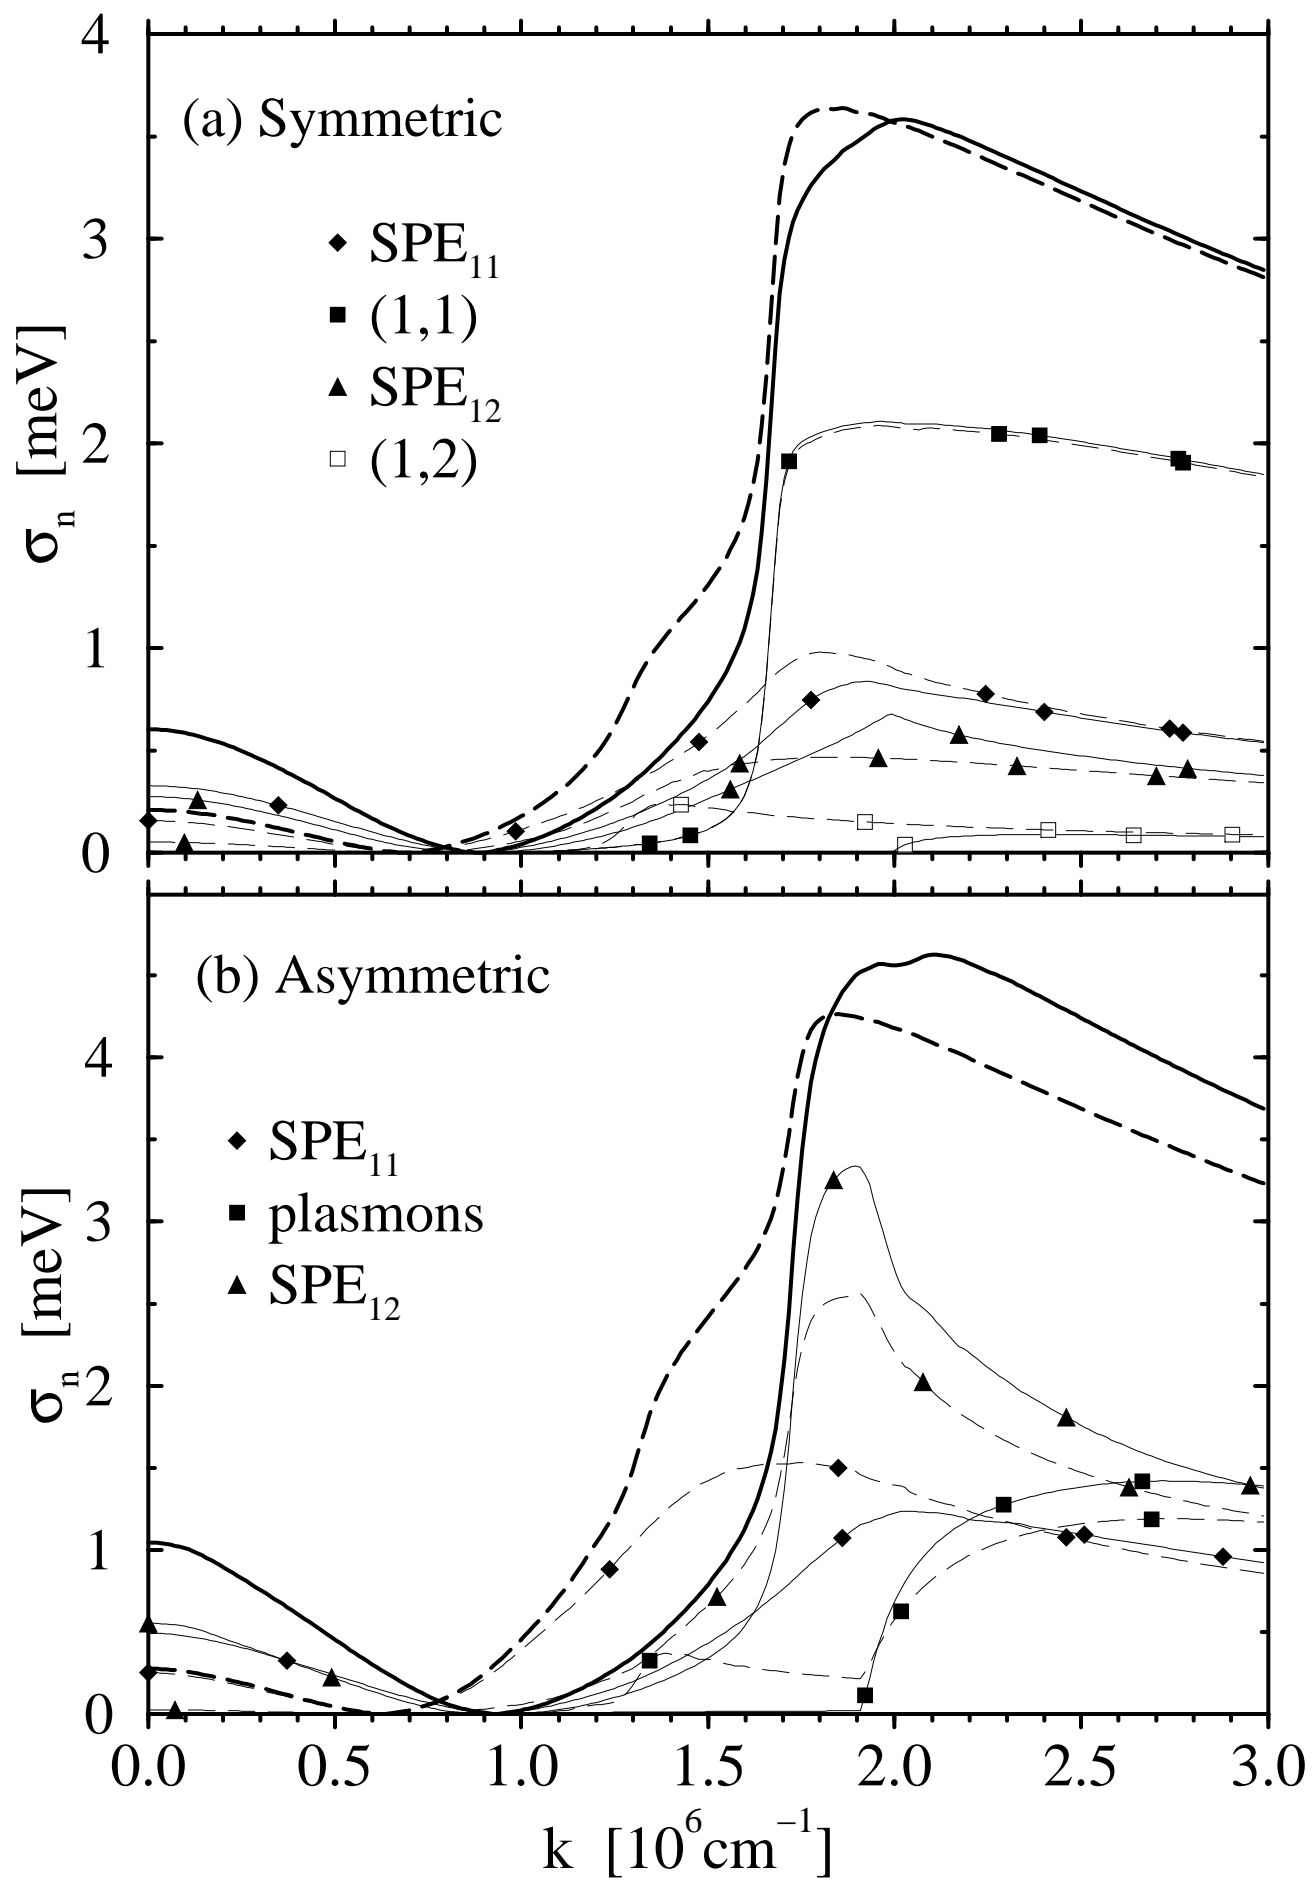 4
(a) Symmetric
3
SPE₁₁
(1,1)
SPE₁₂
(1,2)
2
1
0
σₙ [meV]
(b) Asymmetric
4
SPE₁₁
plasmons
SPE₁₂
3
2
1
0
σₙ [meV]
0.0 0.5 1.0 1.5 2.0 2.5 3.0
k [10⁶cm⁻¹]